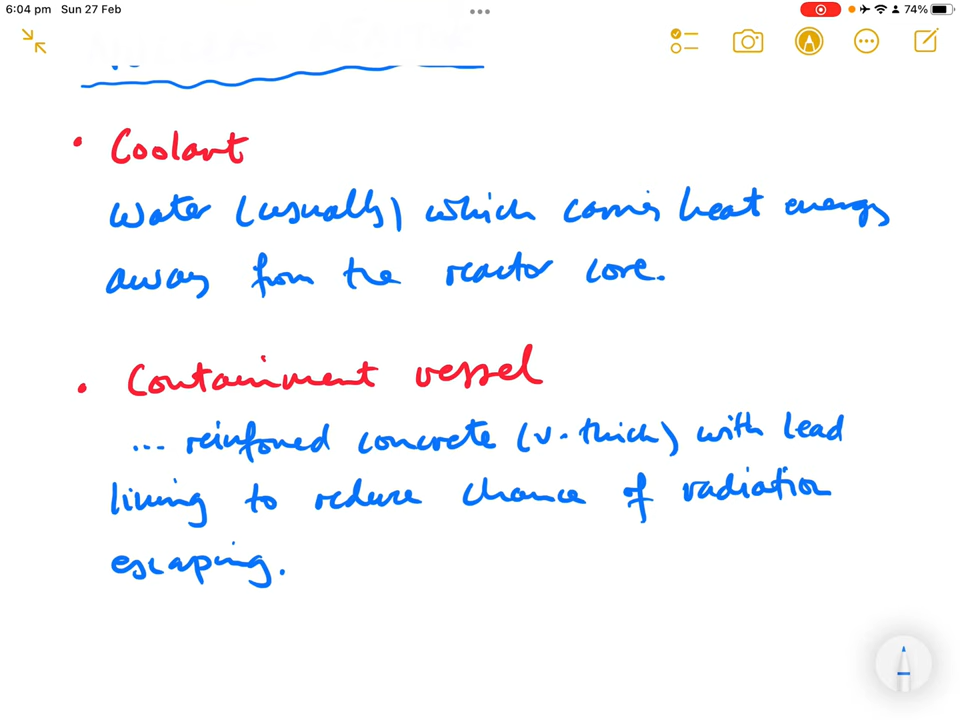 6:04 pm Sun 27 Feb
74%
• Coolant
Water (usually) which carries heat energy
away from the reactor core.
• Containment vessel
... reinforced concrete (v. thick) with lead
lining to reduce chance of radiation
escaping.